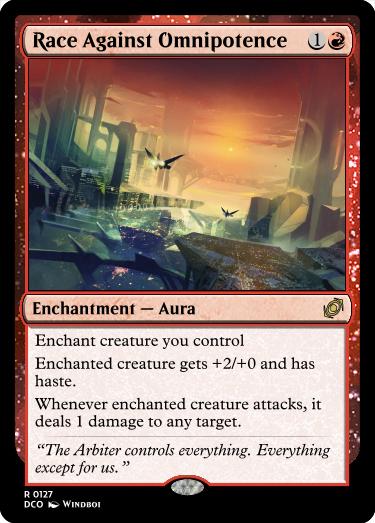 Race Against Omnipotence 1
Enchantment — Aura
Enchant creature you control
Enchanted creature gets +2/+0 and has
haste.
Whenever enchanted creature attacks, it
deals 1 damage to any target.
“The Arbiter controls everything. Everything
except for us.”
R 0127
DCO Windboi